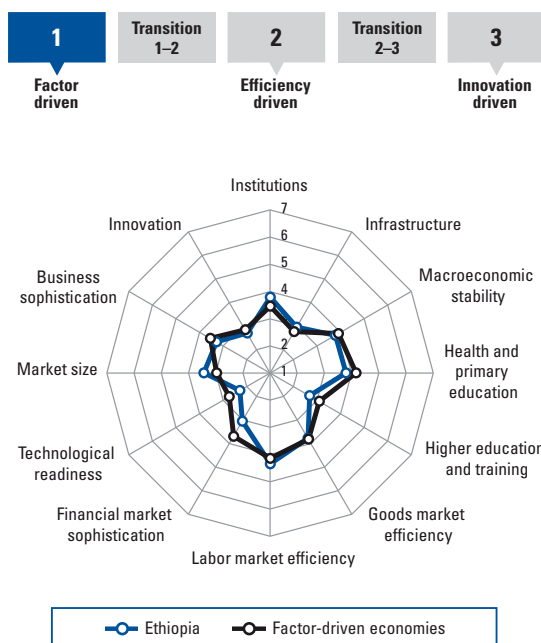 1
Transition
1–2
2
Transition
2–3
3
Factor
driven
Efficiency
driven
Innovation
driven
Institutions
7
Innovation
6
Infrastructure
5
Business
sophistication
4
Macroeconomic
stability
Market size
2
1
Health and
primary
education
Technological
readiness
Higher education
and training
Financial market
sophistication
Goods market
efficiency
Labor market efficiency
Ethiopia
Factor-driven economies